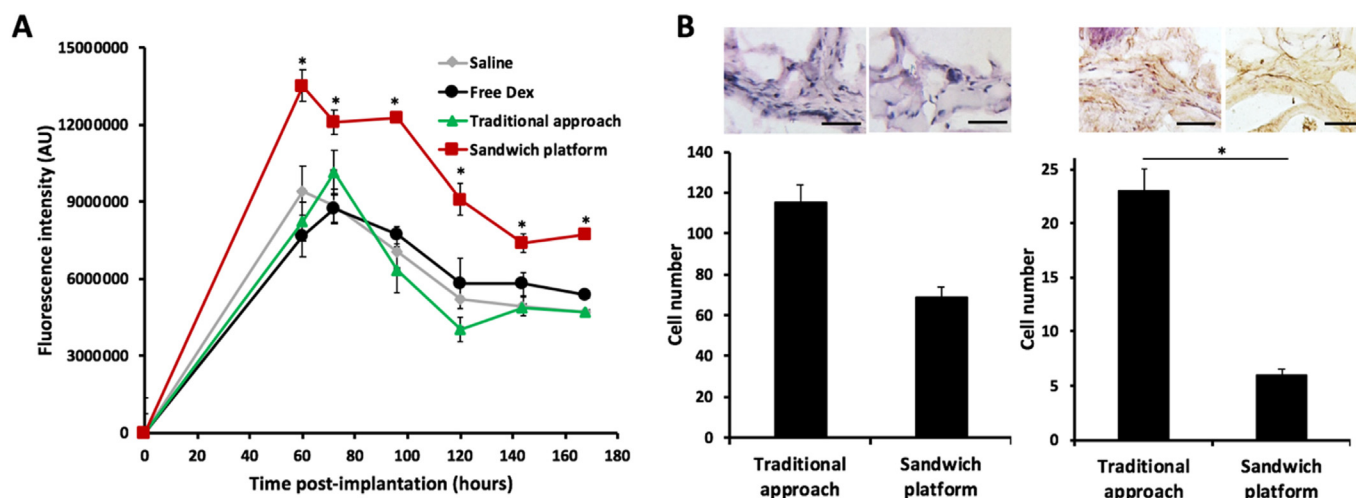 A
15000000
12000000
9000000
6000000
3000000
0
Fluorescence intensity (AU)
Saline
Free Dex
Traditional approach
Sandwich platform
*
*
*
*
*
*
0 20 40 60 80 100 120 140 160 180
Time post-implantation (hours)
B
140
120
100
80
60
40
20
0
Cell number
Traditional
approach
Sandwich
platform
*
25
20
15
10
5
0
Cell number
Traditional
approach
Sandwich
platform